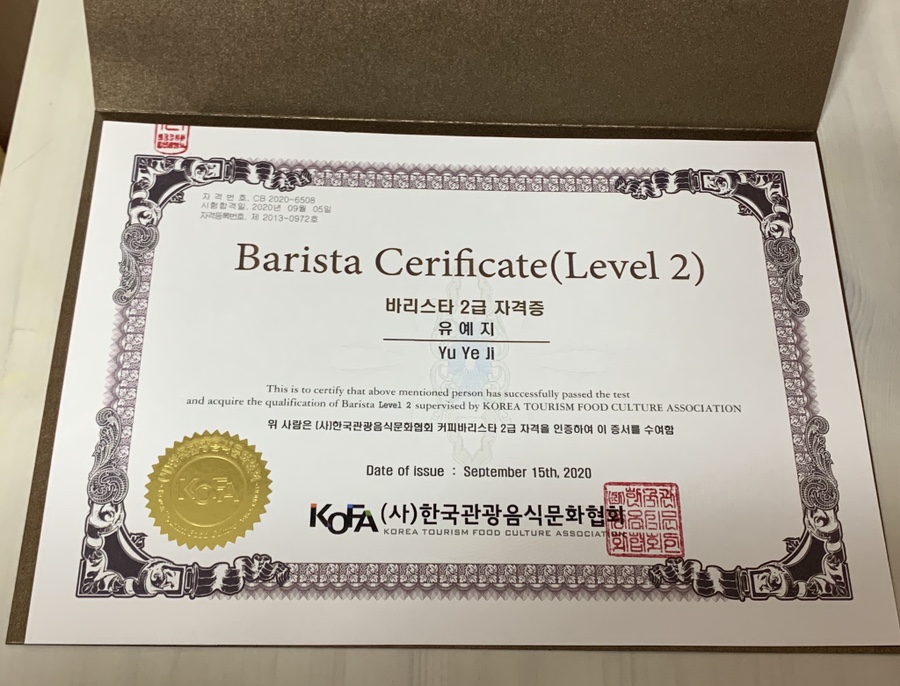 자 격 번 호. CB 2020-6508
시험합격일. 2020년 09월 05일
자격등록번호. 제 2013-0972호
Barista Cerificate(Level 2)
바리스타 2급 자격증
유 예 지
Yu Ye Ji
This is to certify that above mentioned person has successfully passed the test
and acquire the qualification of Barista Level 2 supervised by KOREA TOURISM FOOD CULTURE ASSOCIATION
위 사람은 (사)한국관광음식문화협회 커피바리스타 2급 자격을 인증하여 이 증서를 수여함
Date of issue : September 15th, 2020
KOFA
KOFA (사)한국관광음식문화협회
KOREA TOURISM FOOD CULTURE ASSOCIATION